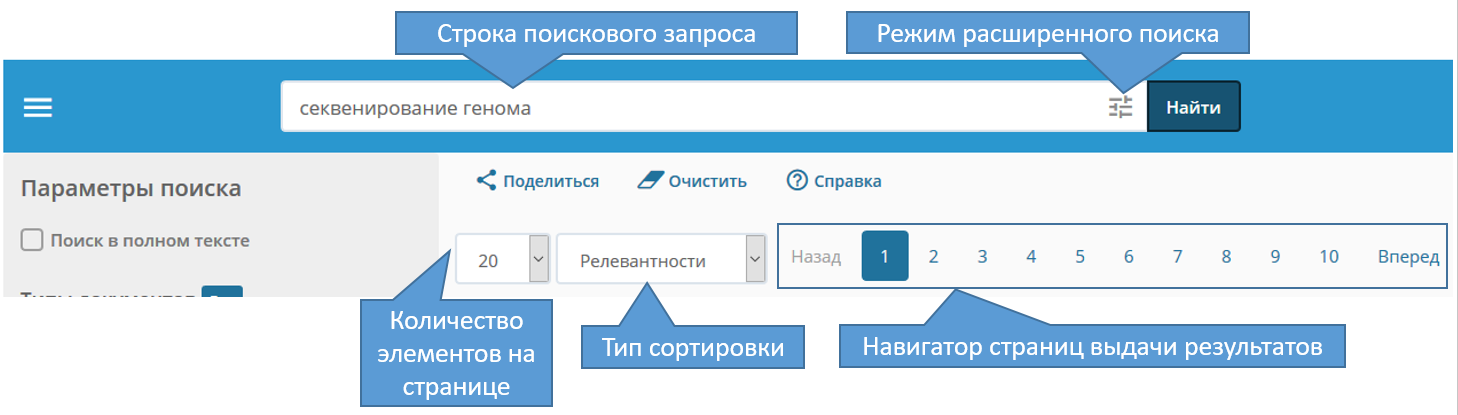 Строка поискового запроса
Режим расширенного поиска
секвенирование генома
Найти
Параметры поиска
Поделиться
Очистить
Справка
Поиск в полном тексте
20
Релевантности
Назад 1 2 3 4 5 6 7 8 9 10 Вперед
Количество
элементов на
странице
Тип сортировки
Навигатор страниц выдачи результатов